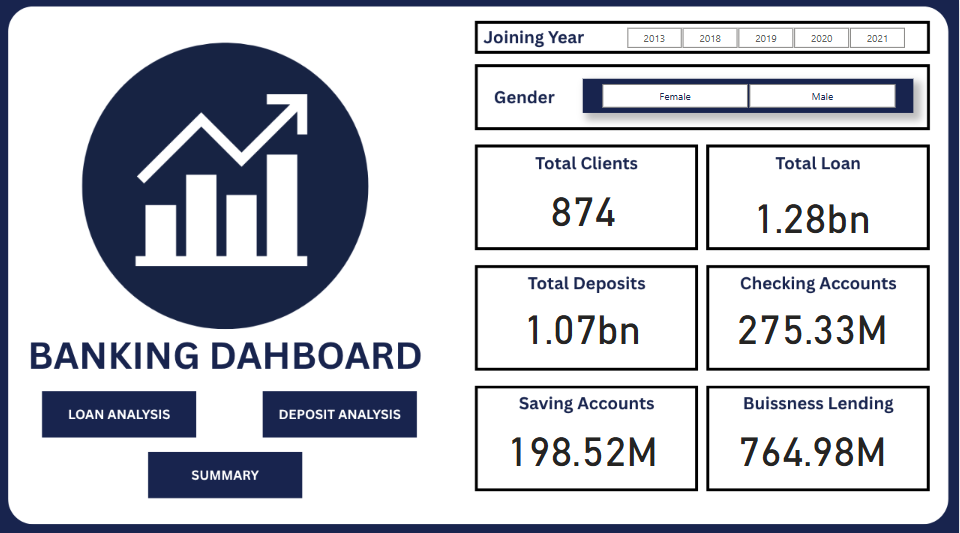 Joining Year
2013 2018 2019 2020 2021
Gender
Female Male
Total Clients
874
Total Loan
1.28bn
Total Deposits
1.07bn
Checking Accounts
275.33M
Saving Accounts
198.52M
Buissness Lending
764.98M
BANKING DAHBOARD
LOAN ANALYSIS
DEPOSIT ANALYSIS
SUMMARY